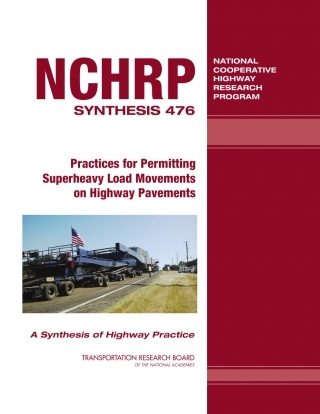 NCHRP
SYNTHESIS 476
NATIONAL
COOPERATIVE
HIGHWAY
RESEARCH
PROGRAM
Practices for Permitting
Superheavy Load Movements
on Highway Pavements
A Synthesis of Highway Practice
TRANSPORTATION RESEARCH BOARD
OF THE NATIONAL ACADEMIES